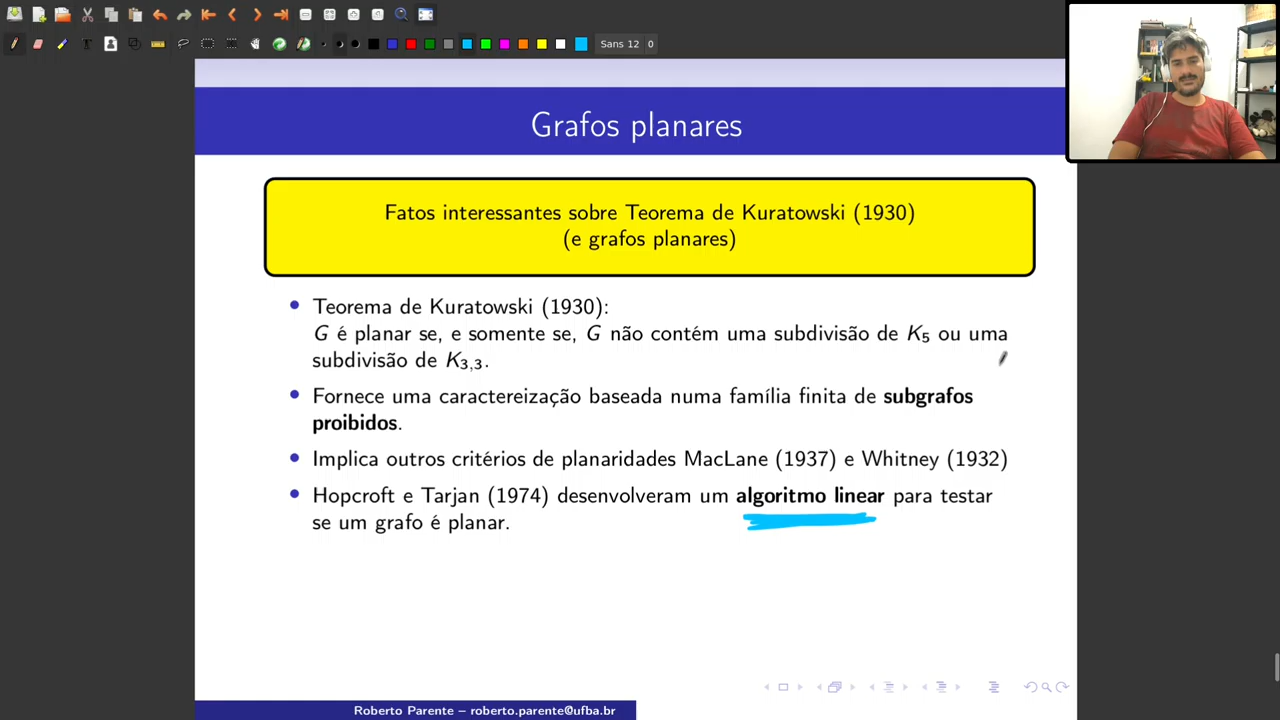 Sans 12 0
Grafos planares
Fatos interessantes sobre Teorema de Kuratowski (1930)
(e grafos planares)
• Teorema de Kuratowski (1930):
G é planar se, e somente se, G não contém uma subdivisão de K₅ ou uma
subdivisão de K₃,₃.
• Fornece uma caractereização baseada numa família finita de subgrafos
proibidos.
• Implica outros critérios de planaridades MacLane (1937) e Whitney (1932)
• Hopcroft e Tarjan (1974) desenvolveram um algoritmo linear para testar
se um grafo é planar.
Roberto Parente – roberto.parente@ufba.br